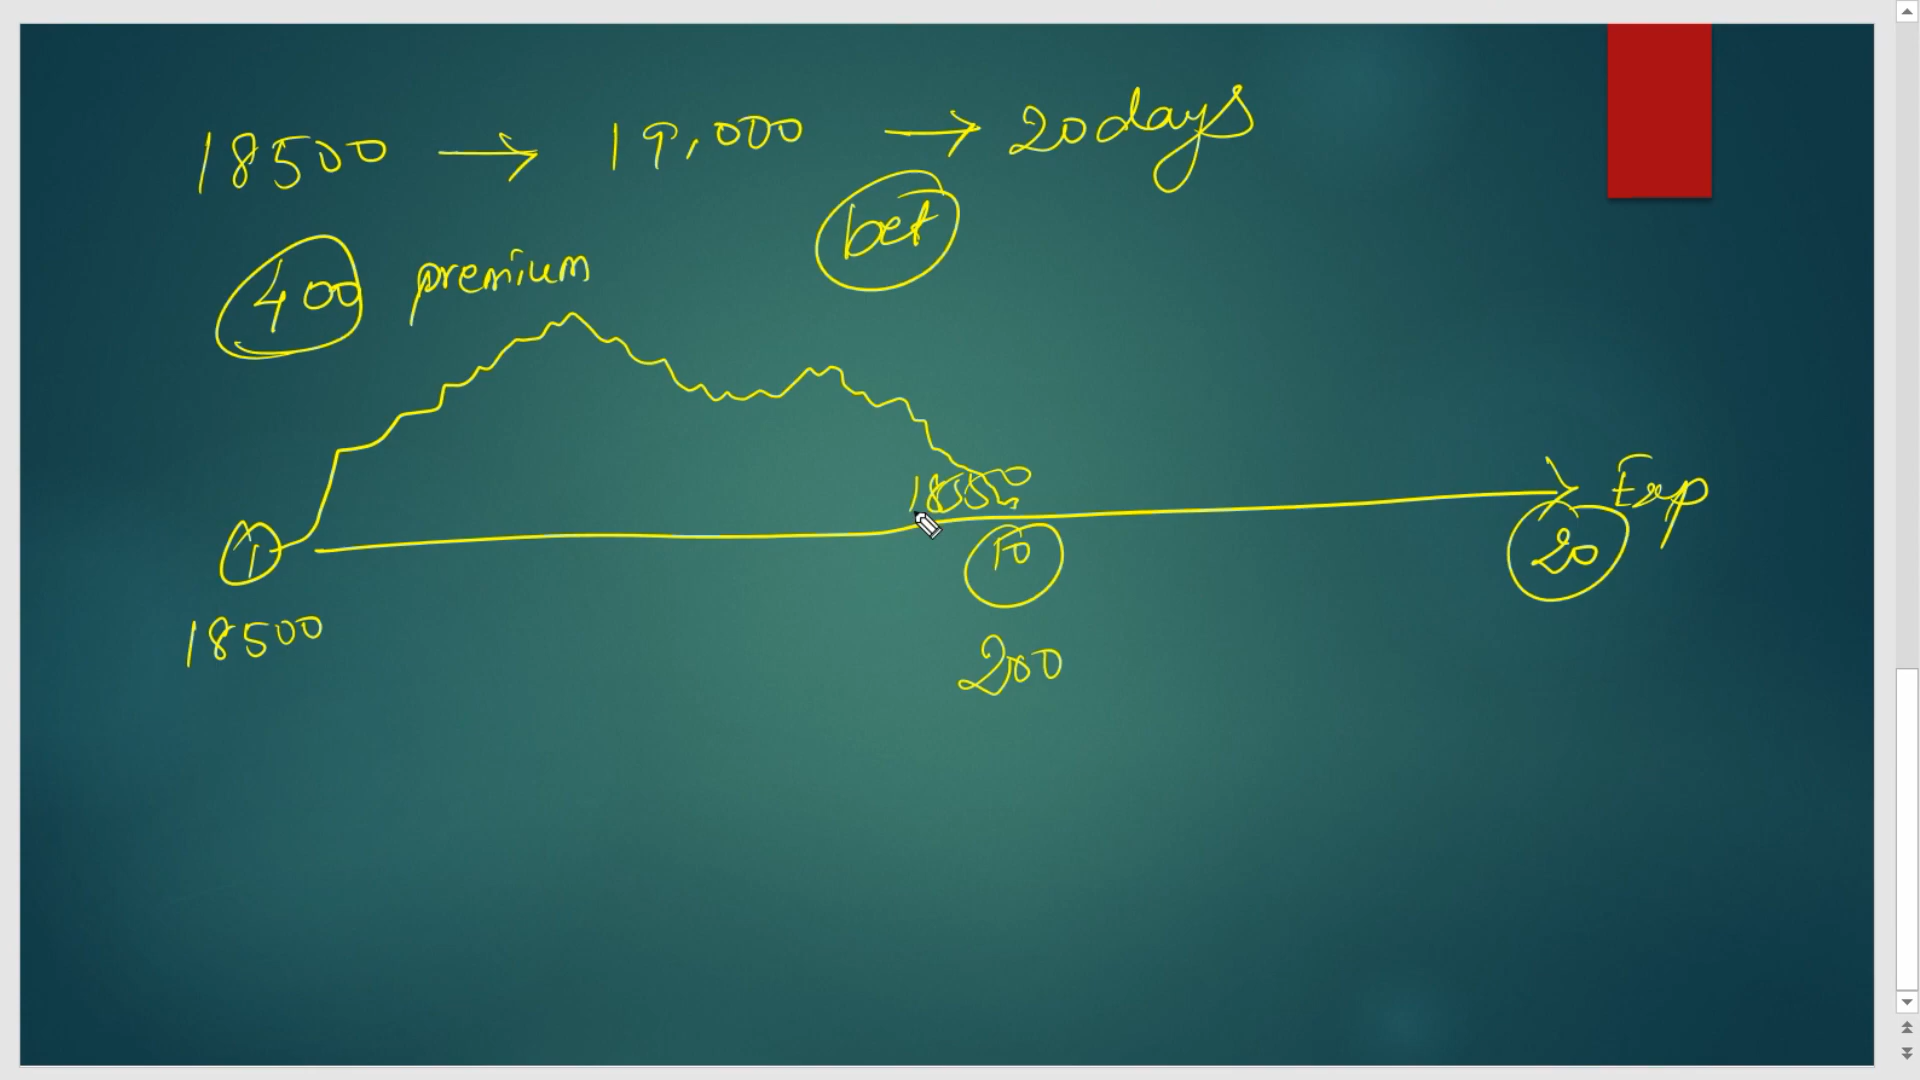 18500 → 19,000 → 20days
bet
400 premium
18550
Exp
1
10
20
18500
200